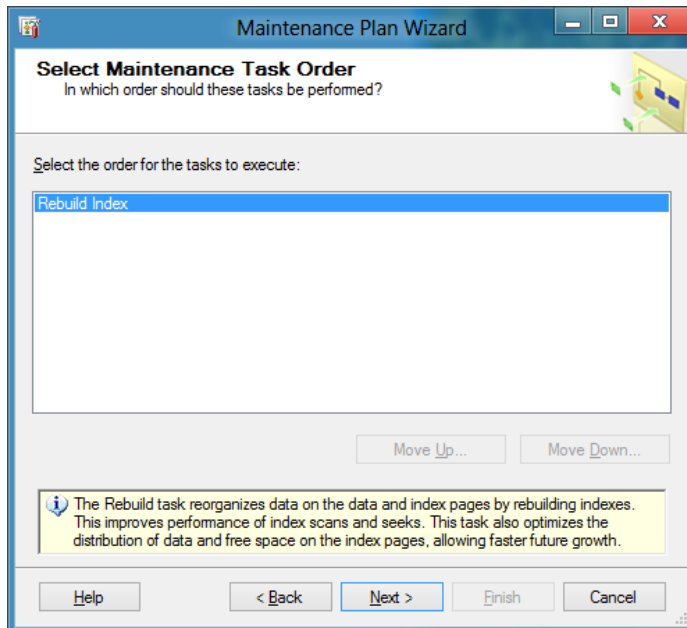 Maintenance Plan Wizard
Select Maintenance Task Order
In which order should these tasks be performed?
Select the order for the tasks to execute:
Rebuild Index
Move Up...
Move Down...
The Rebuild task reorganizes data on the data and index pages by rebuilding indexes.
This improves performance of index scans and seeks. This task also optimizes the
distribution of data and free space on the index pages, allowing faster future growth.
Help
< Back
Next >
Finish
Cancel